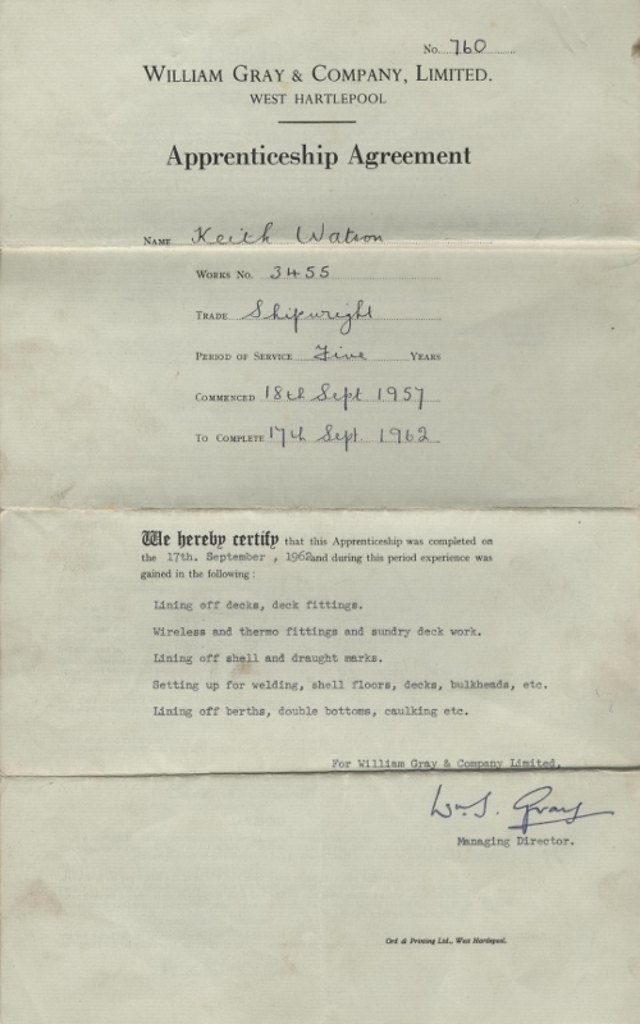 No. 760
WILLIAM GRAY & COMPANY, LIMITED.
WEST HARTLEPOOL
Apprenticeship Agreement
NAME Keith Watson
WORKS NO. 3455
TRADE Shipwright
PERIOD OF SERVICE Five YEARS
COMMENCED 18th Sept 1957
TO COMPLETE 17th Sept. 1962
We hereby certify that this Apprenticeship was completed on
the 17th. September , 1962 and during this period experience was
gained in the following :
Lining off decks, deck fittings.
Wireless and thermo fittings and sundry deck work.
Lining off shell and draught marks.
Setting up for welding, shell floors, decks, bulkheads, etc.
Lining off berths, double bottoms, caulking etc.
For William Gray & Company Limited.
Wm. S. Gray
Managing Director.
Ord & Printing Ltd., West Hartlepool.